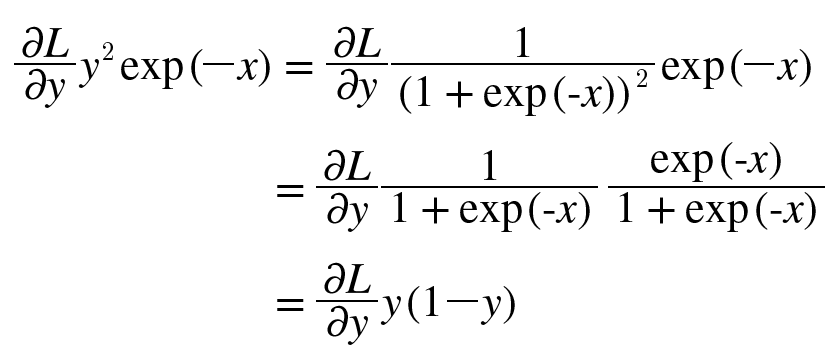 ∂L/∂y y² exp(−x) = ∂L/∂y 1/(1 + exp(-x))² exp(−x)
= ∂L/∂y 1/(1 + exp(-x)) exp(-x)/(1 + exp(-x))
= ∂L/∂y y(1−y)